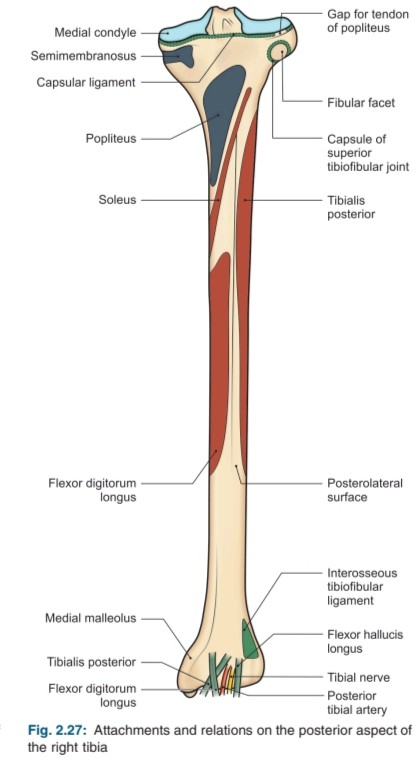 Medial condyle
Semimembranosus
Capsular ligament
Popliteus
Soleus
Flexor digitorum
longus
Medial malleolus
Tibialis posterior
Flexor digitorum
longus
Gap for tendon
of popliteus
Fibular facet
Capsule of
superior
tibiofibular joint
Tibialis
posterior
Posterolateral
surface
Interosseous
tibiofibular
ligament
Flexor hallucis
longus
Tibial nerve
Posterior
tibial artery
Fig. 2.27: Attachments and relations on the posterior aspect of
the right tibia